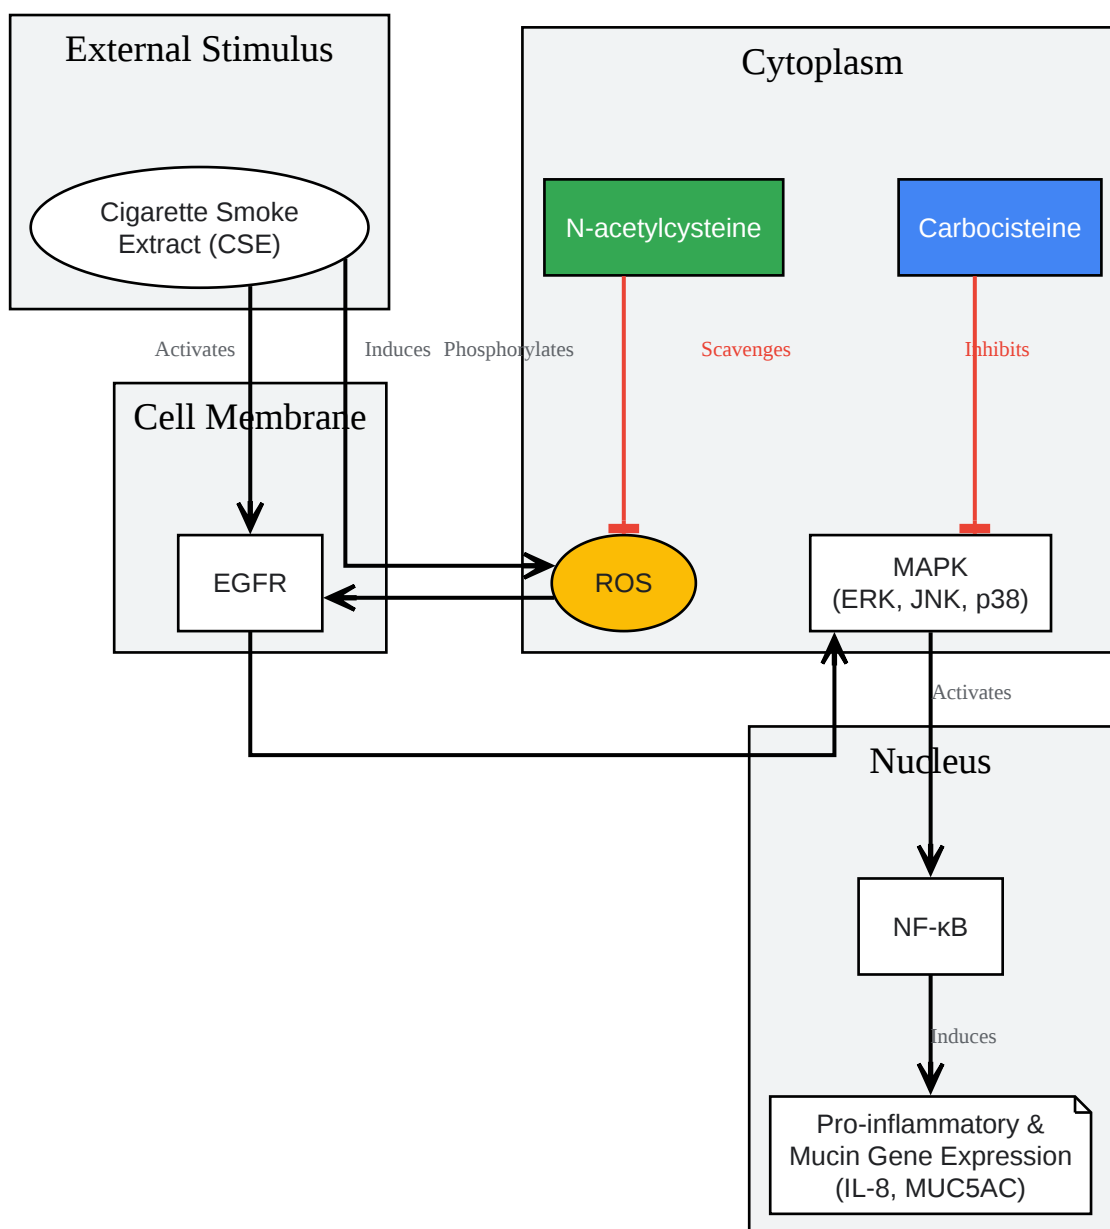 External Stimulus
Cytoplasm
Cigarette Smoke
Extract (CSE)
N-acetylcysteine
Carbocisteine
Activates
Induces
Phosphorylates
Scavenges
Inhibits
Cell Membrane
EGFR
ROS
MAPK
(ERK, JNK, p38)
Activates
Nucleus
NF-κB
Induces
Pro-inflammatory &
Mucin Gene Expression
(IL-8, MUC5AC)